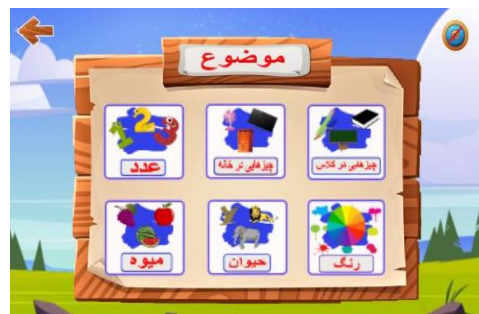 موضوع
چیزهایی در کلاس
چیزهایی در خانه
عدد
رنگ
حیوان
میوه